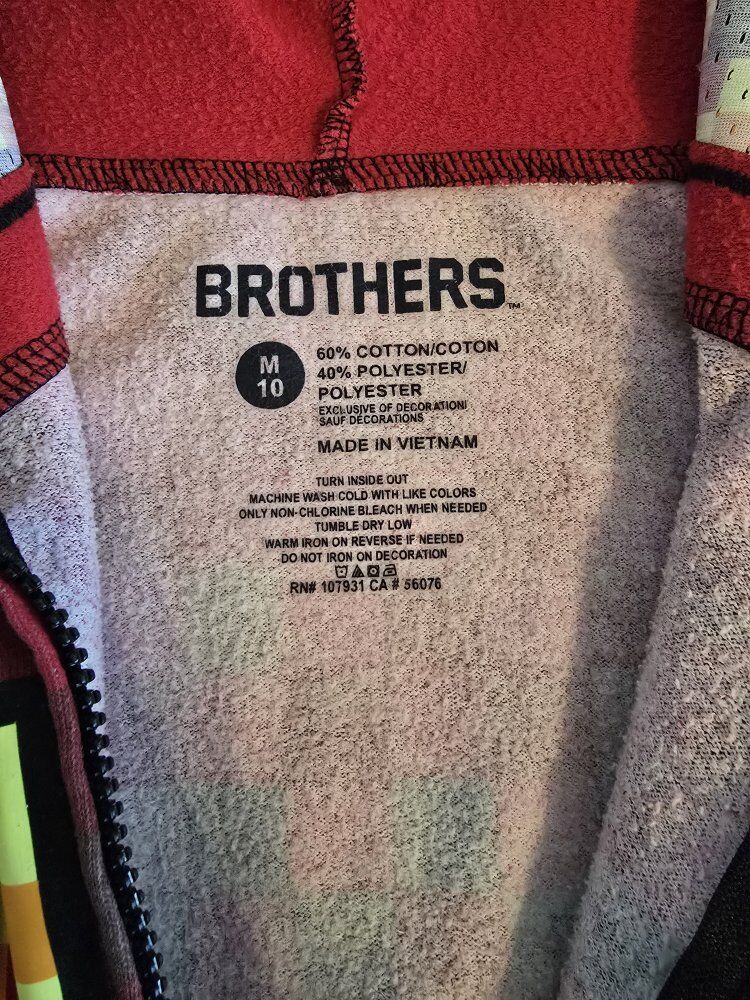 BROTHERS™
M
10
60% COTTON/COTON
40% POLYESTER/
POLYESTER
EXCLUSIVE OF DECORATION/
SAUF DÉCORATIONS
MADE IN VIETNAM
TURN INSIDE OUT
MACHINE WASH COLD WITH LIKE COLORS
ONLY NON-CHLORINE BLEACH WHEN NEEDED
TUMBLE DRY LOW
WARM IRON ON REVERSE IF NEEDED
DO NOT IRON ON DECORATION
RN# 107931 CA # 56076